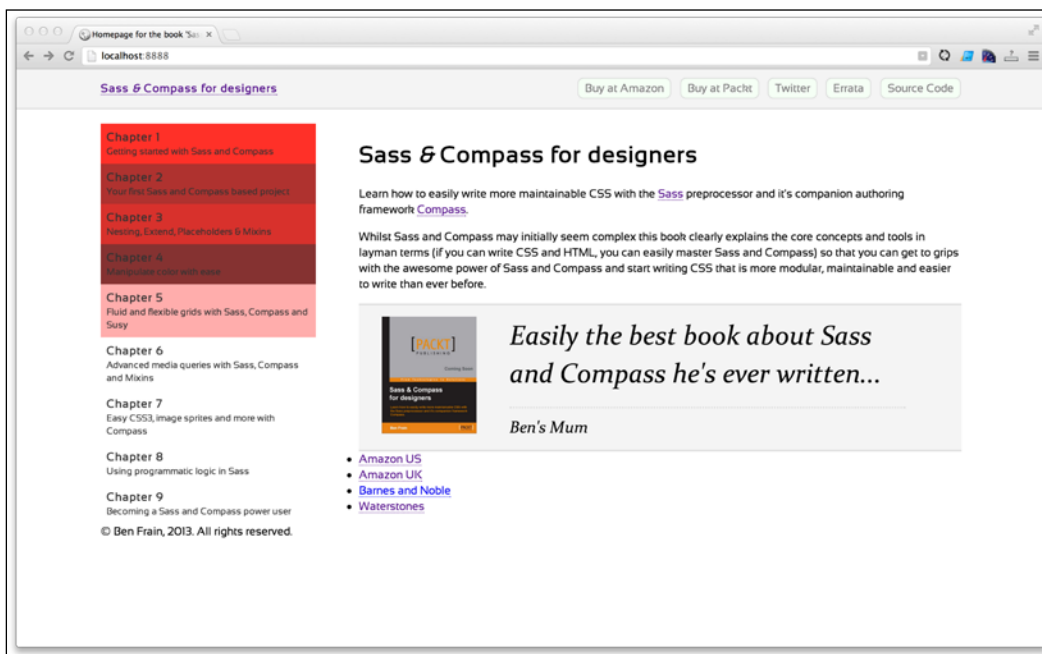 Homepage for the book 'Sas
localhost:8888
Sass & Compass for designers
Buy at Amazon
Buy at Packt
Twitter
Errata
Source Code
Chapter 1
Getting started with Sass and Compass
Chapter 2
Your first Sass and Compass based project
Chapter 3
Nesting, Extend, Placeholders & Mixins
Chapter 4
Manipulate color with ease
Chapter 5
Fluid and flexible grids with Sass, Compass and
Susy
Chapter 6
Advanced media queries with Sass, Compass
and Mixins
Chapter 7
Easy CSS3, image sprites and more with
Compass
Chapter 8
Using programmatic logic in Sass
Chapter 9
Becoming a Sass and Compass power user
© Ben Frain, 2013. All rights reserved.
Sass & Compass for designers
Learn how to easily write more maintainable CSS with the Sass preprocessor and it's companion authoring
framework Compass.
Whilst Sass and Compass may initially seem complex this book clearly explains the core concepts and tools in
layman terms (if you can write CSS and HTML, you can easily master Sass and Compass) so that you can get to grips
with the awesome power of Sass and Compass and start writing CSS that is more modular, maintainable and easier
to write than ever before.
[PACKT]
PUBLISHING
Coming Soon
Sass & Compass
for designers
Ben Frain
PACKT
Easily the best book about Sass
and Compass he's ever written...
Ben's Mum
Amazon US
Amazon UK
Barnes and Noble
Waterstones